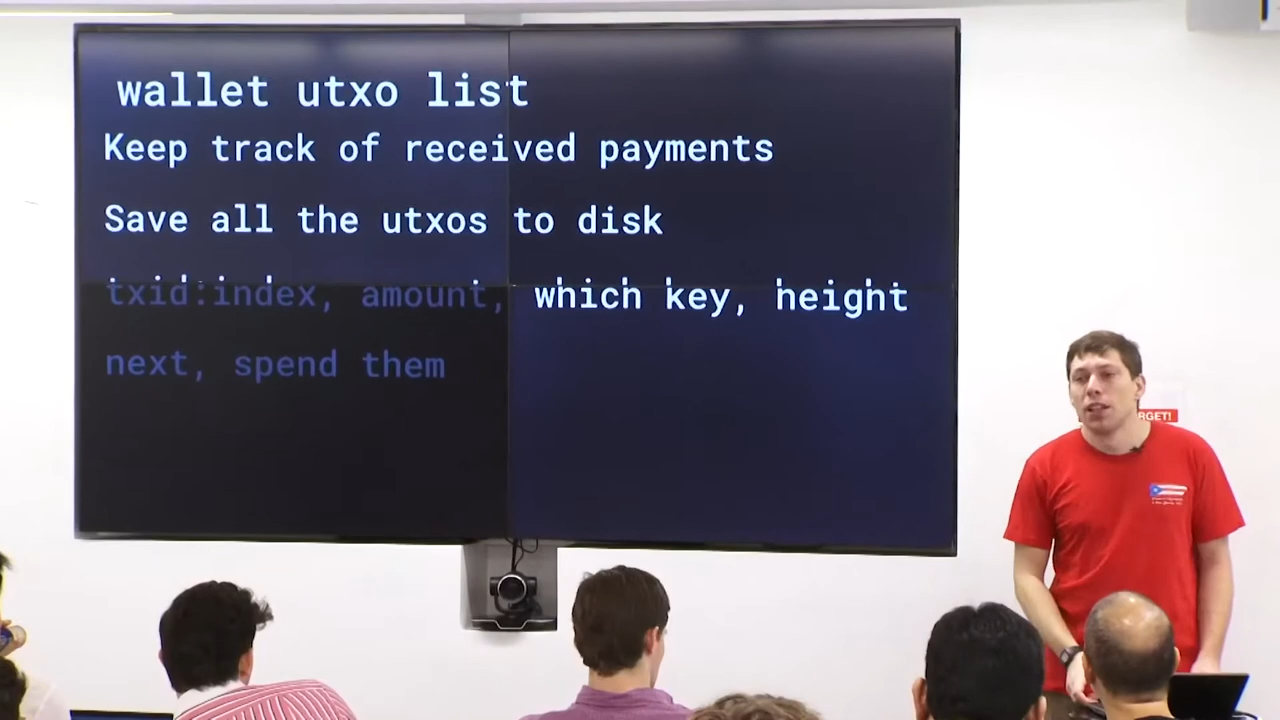 wallet utxo list
Keep track of received payments
Save all the utxos to disk
txid:index, amount, which key, height
next, spend them
RGET!